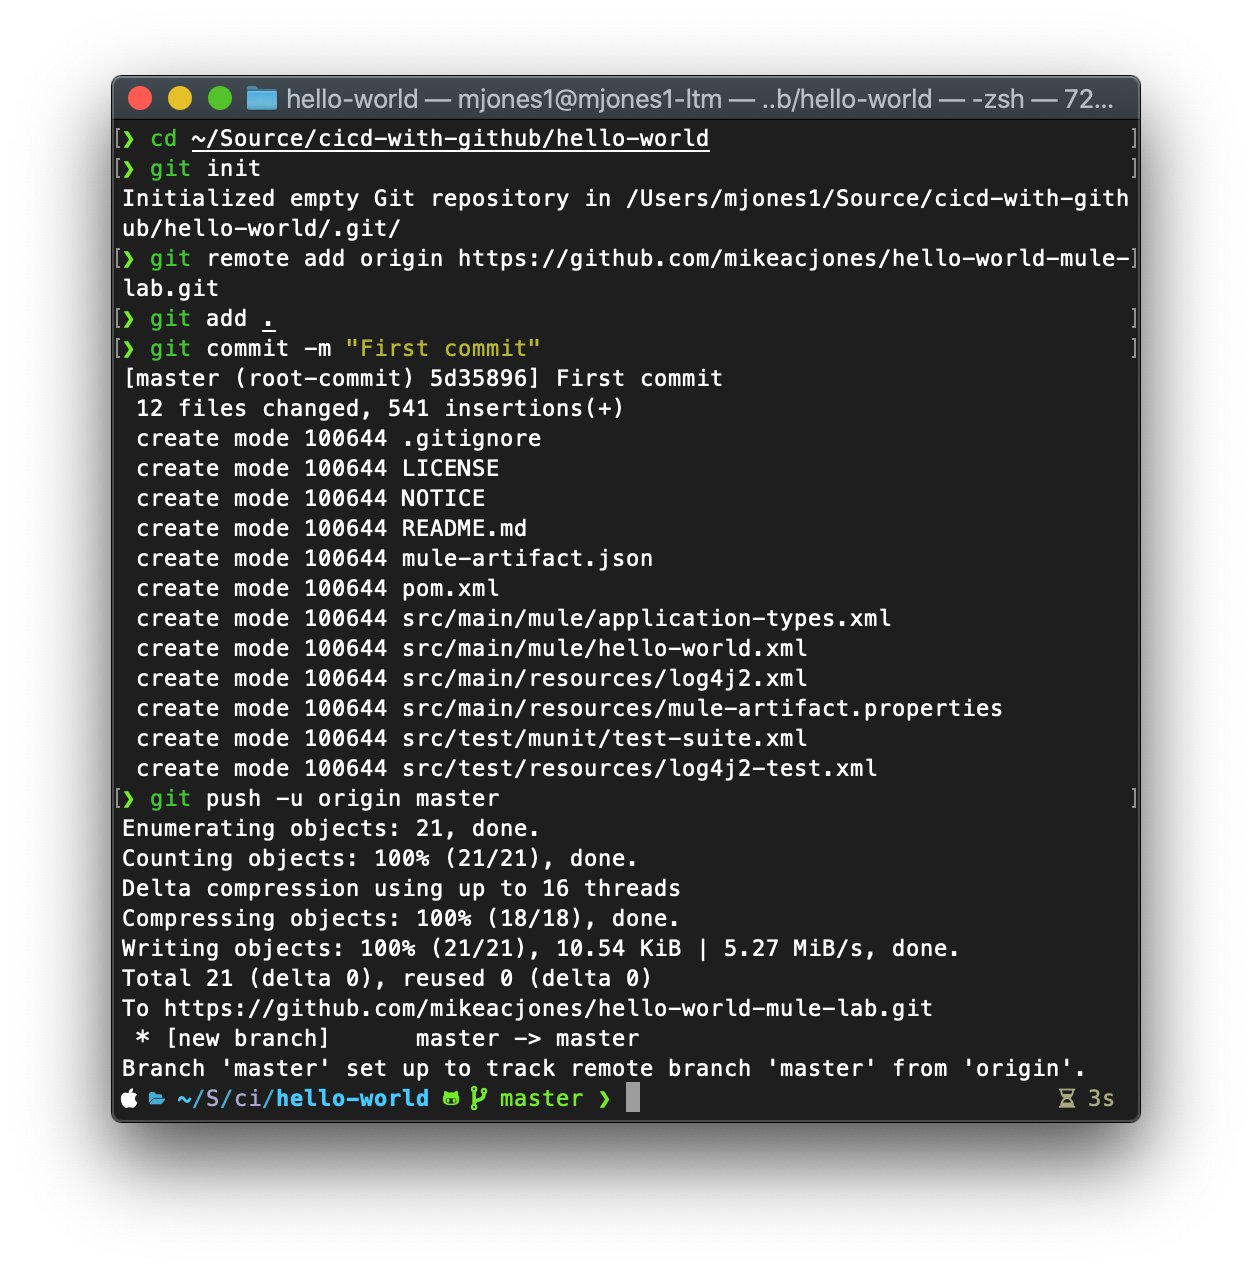 hello-world — mjones1@mjones1-ltm — ..b/hello-world — -zsh — 72...
[❯ cd ~/Source/cicd-with-github/hello-world ]
[❯ git init ]
Initialized empty Git repository in /Users/mjones1/Source/cicd-with-gith
ub/hello-world/.git/
[❯ git remote add origin https://github.com/mikeacjones/hello-world-mule-]
lab.git
[❯ git add . ]
[❯ git commit -m "First commit" ]
[master (root-commit) 5d35896] First commit
 12 files changed, 541 insertions(+)
 create mode 100644 .gitignore
 create mode 100644 LICENSE
 create mode 100644 NOTICE
 create mode 100644 README.md
 create mode 100644 mule-artifact.json
 create mode 100644 pom.xml
 create mode 100644 src/main/mule/application-types.xml
 create mode 100644 src/main/mule/hello-world.xml
 create mode 100644 src/main/resources/log4j2.xml
 create mode 100644 src/main/resources/mule-artifact.properties
 create mode 100644 src/test/munit/test-suite.xml
 create mode 100644 src/test/resources/log4j2-test.xml
[❯ git push -u origin master ]
Enumerating objects: 21, done.
Counting objects: 100% (21/21), done.
Delta compression using up to 16 threads
Compressing objects: 100% (18/18), done.
Writing objects: 100% (21/21), 10.54 KiB | 5.27 MiB/s, done.
Total 21 (delta 0), reused 0 (delta 0)
To https://github.com/mikeacjones/hello-world-mule-lab.git
 * [new branch]      master -> master
Branch 'master' set up to track remote branch 'master' from 'origin'.
~/S/ci/hello-world master ❯ 3s